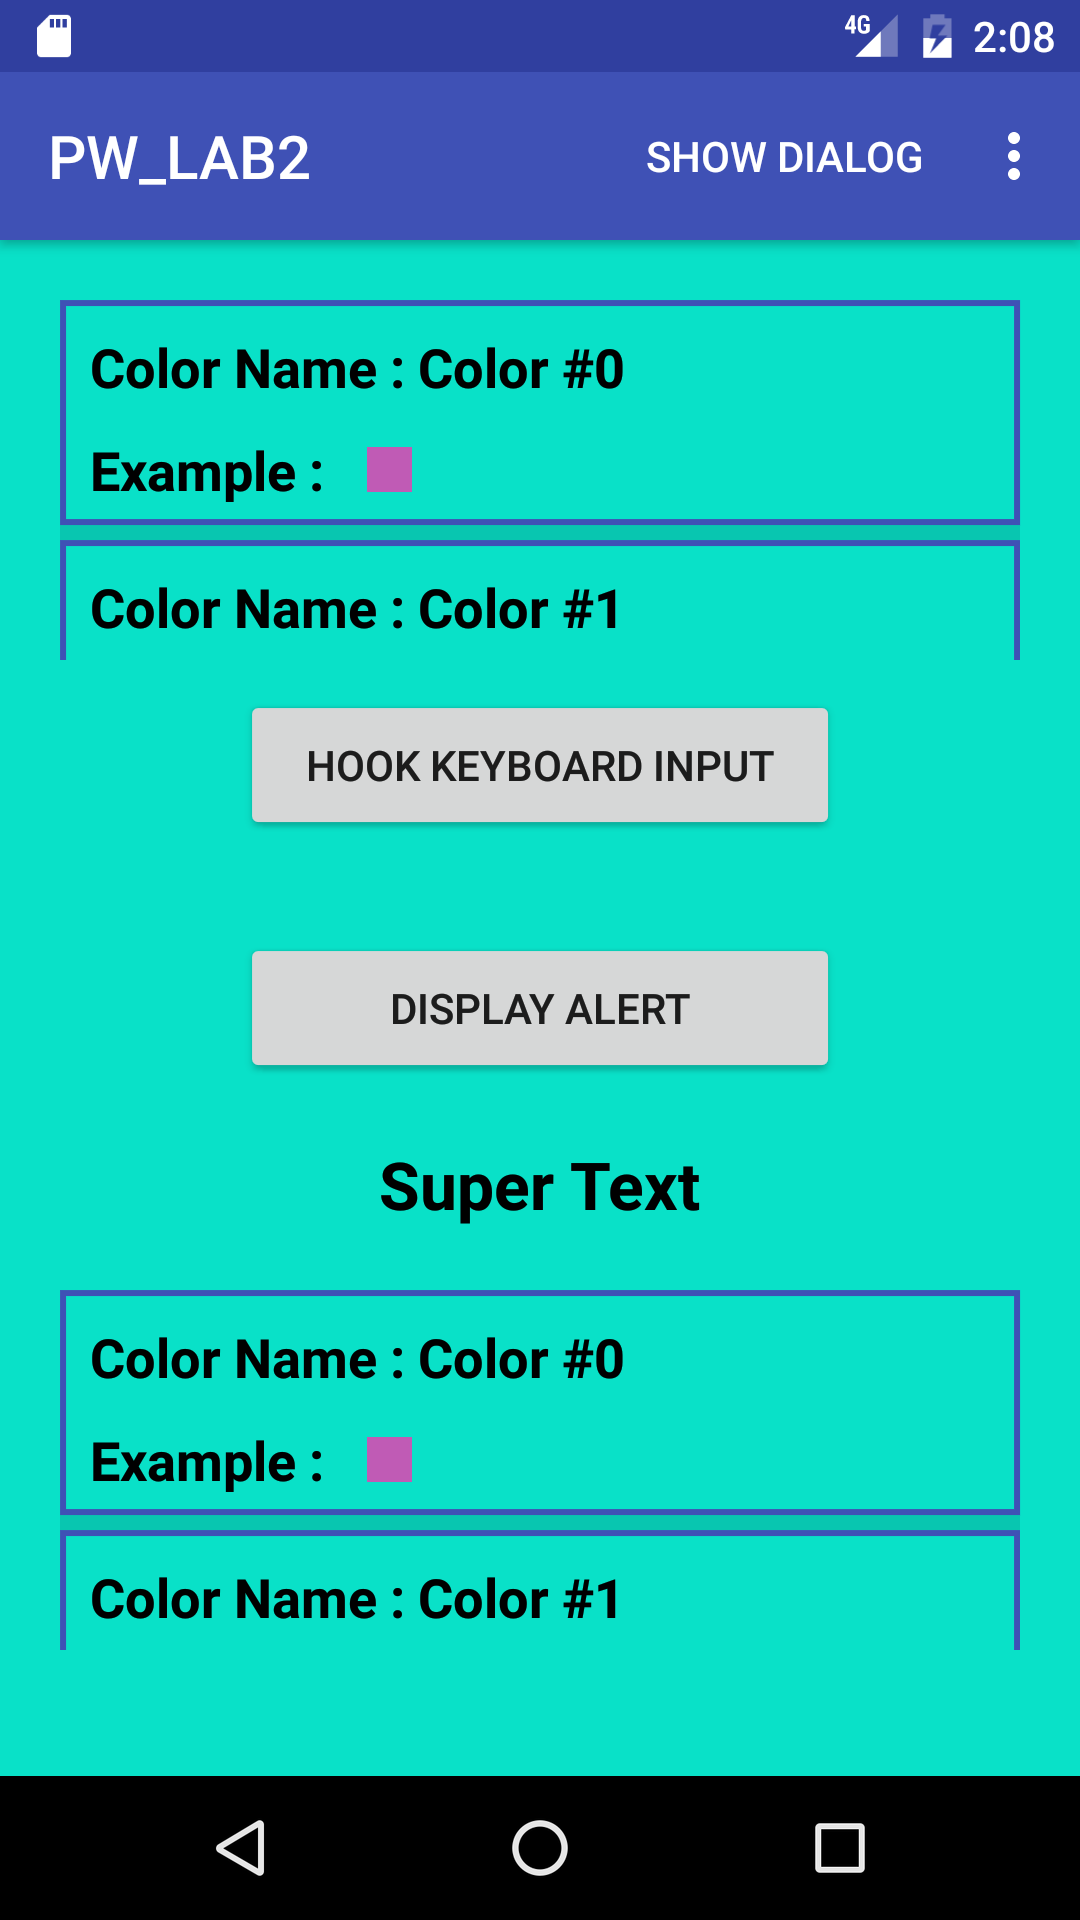 4G 2:08
PW_LAB2 SHOW DIALOG
Color Name : Color #0
Example :
Color Name : Color #1
HOOK KEYBOARD INPUT
DISPLAY ALERT
Super Text
Color Name : Color #0
Example :
Color Name : Color #1